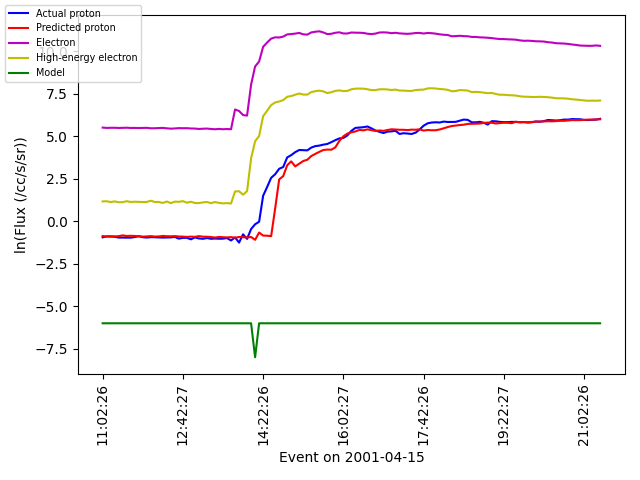 Actual proton
Predicted proton
Electron
High-energy electron
Model
10.0
7.5
5.0
2.5
0.0
−2.5
−5.0
−7.5
ln(Flux (/cc/s/sr))
11:02:26
12:42:27
14:22:26
16:02:27
17:42:26
19:22:27
21:02:26
Event on 2001-04-15